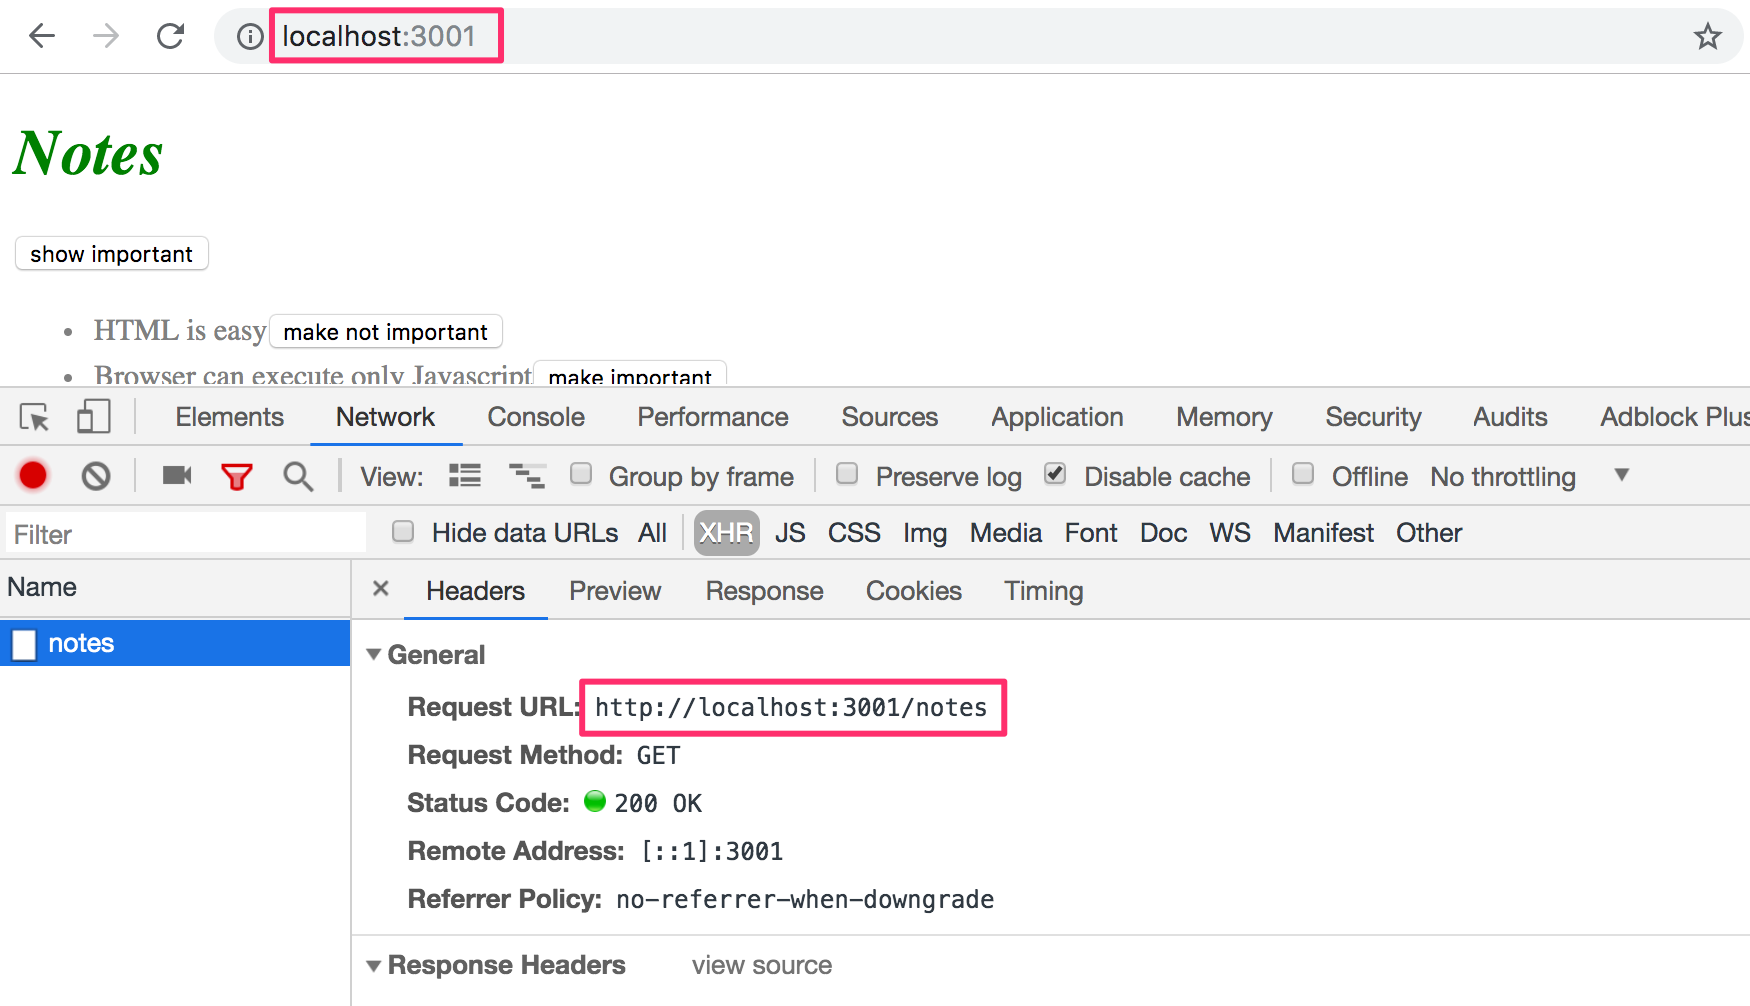 localhost:3001
Notes
show important
HTML is easy make not important
Browser can execute only Javascript make important
Elements Network Console Performance Sources Application Memory Security Audits Adblock Plus
View: Group by frame Preserve log Disable cache Offline No throttling
Filter Hide data URLs All XHR JS CSS Img Media Font Doc WS Manifest Other
Name × Headers Preview Response Cookies Timing
notes
General
Request URL: http://localhost:3001/notes
Request Method: GET
Status Code: 200 OK
Remote Address: [::1]:3001
Referrer Policy: no-referrer-when-downgrade
Response Headers view source